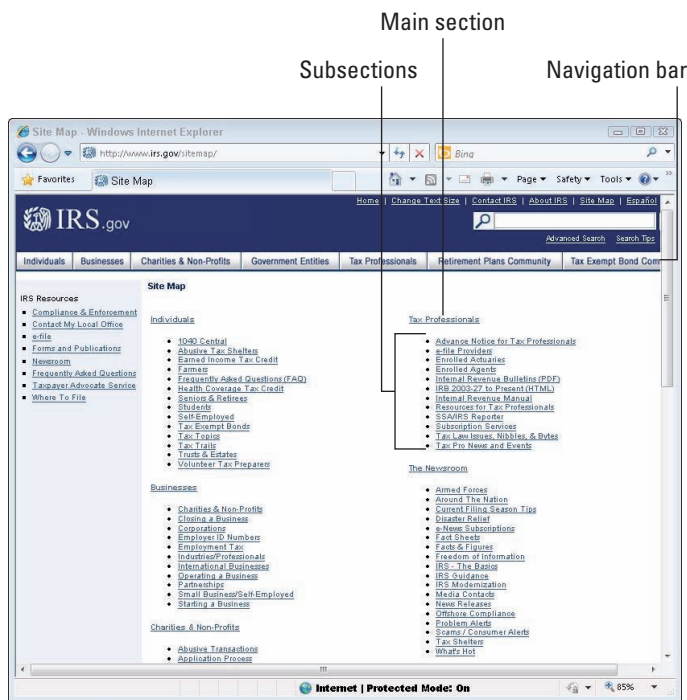 Main section
Subsections
Navigation bar
Site Map - Windows Internet Explorer
http://www.irs.gov/sitemap/
Bing
Favorites
Site Map
Page
Safety
Tools
Home | Change Text Size | Contact IRS | About IRS | Site Map | Español
IRS.gov
Advanced Search Search Tips
Individuals
Businesses
Charities & Non-Profits
Government Entities
Tax Professionals
Retirement Plans Community
Tax Exempt Bond Com
IRS Resources
Compliance & Enforcement
Contact My Local Office
e-file
Forms and Publications
Newsroom
Frequently Asked Questions
Taxpayer Advocate Service
Where To File
Site Map
Individuals
1040 Central
Abusive Tax Shelters
Earned Income Tax Credit
Farmers
Frequently Asked Questions (FAQ)
Health Coverage Tax Credit
Seniors & Retirees
Students
Self-Employed
Tax Exempt Bonds
Tax Topics
Tax Trails
Trusts & Estates
Volunteer Tax Preparers
Businesses
Charities & Non-Profits
Closing a Business
Corporations
Employer ID Numbers
Employment Tax
Industries/Professionals
International Businesses
Operating a Business
Partnerships
Small Business/Self-Employed
Starting a Business
Charities & Non-Profits
Abusive Transactions
Application Process
Tax Professionals
Advance Notice for Tax Professionals
e-file Providers
Enrolled Actuaries
Enrolled Agents
Internal Revenue Bulletins (PDF)
IRB 2003-27 to Present (HTML)
Internal Revenue Manual
Resources for Tax Professionals
SSA/IRS Reporter
Subscription Services
Tax Law Issues, Nibbles, & Bytes
Tax Pro News and Events
The Newsroom
Armed Forces
Around The Nation
Current Filing Season Tips
Disaster Relief
e-News Subscriptions
Fact Sheets
Facts & Figures
Freedom of Information
IRS - The Basics
IRS Guidance
IRS Modernization
Media Contacts
News Releases
Offshore Compliance
Problem Alerts
Scams / Consumer Alerts
Tax Shelters
What's Hot
Internet | Protected Mode: On
85%